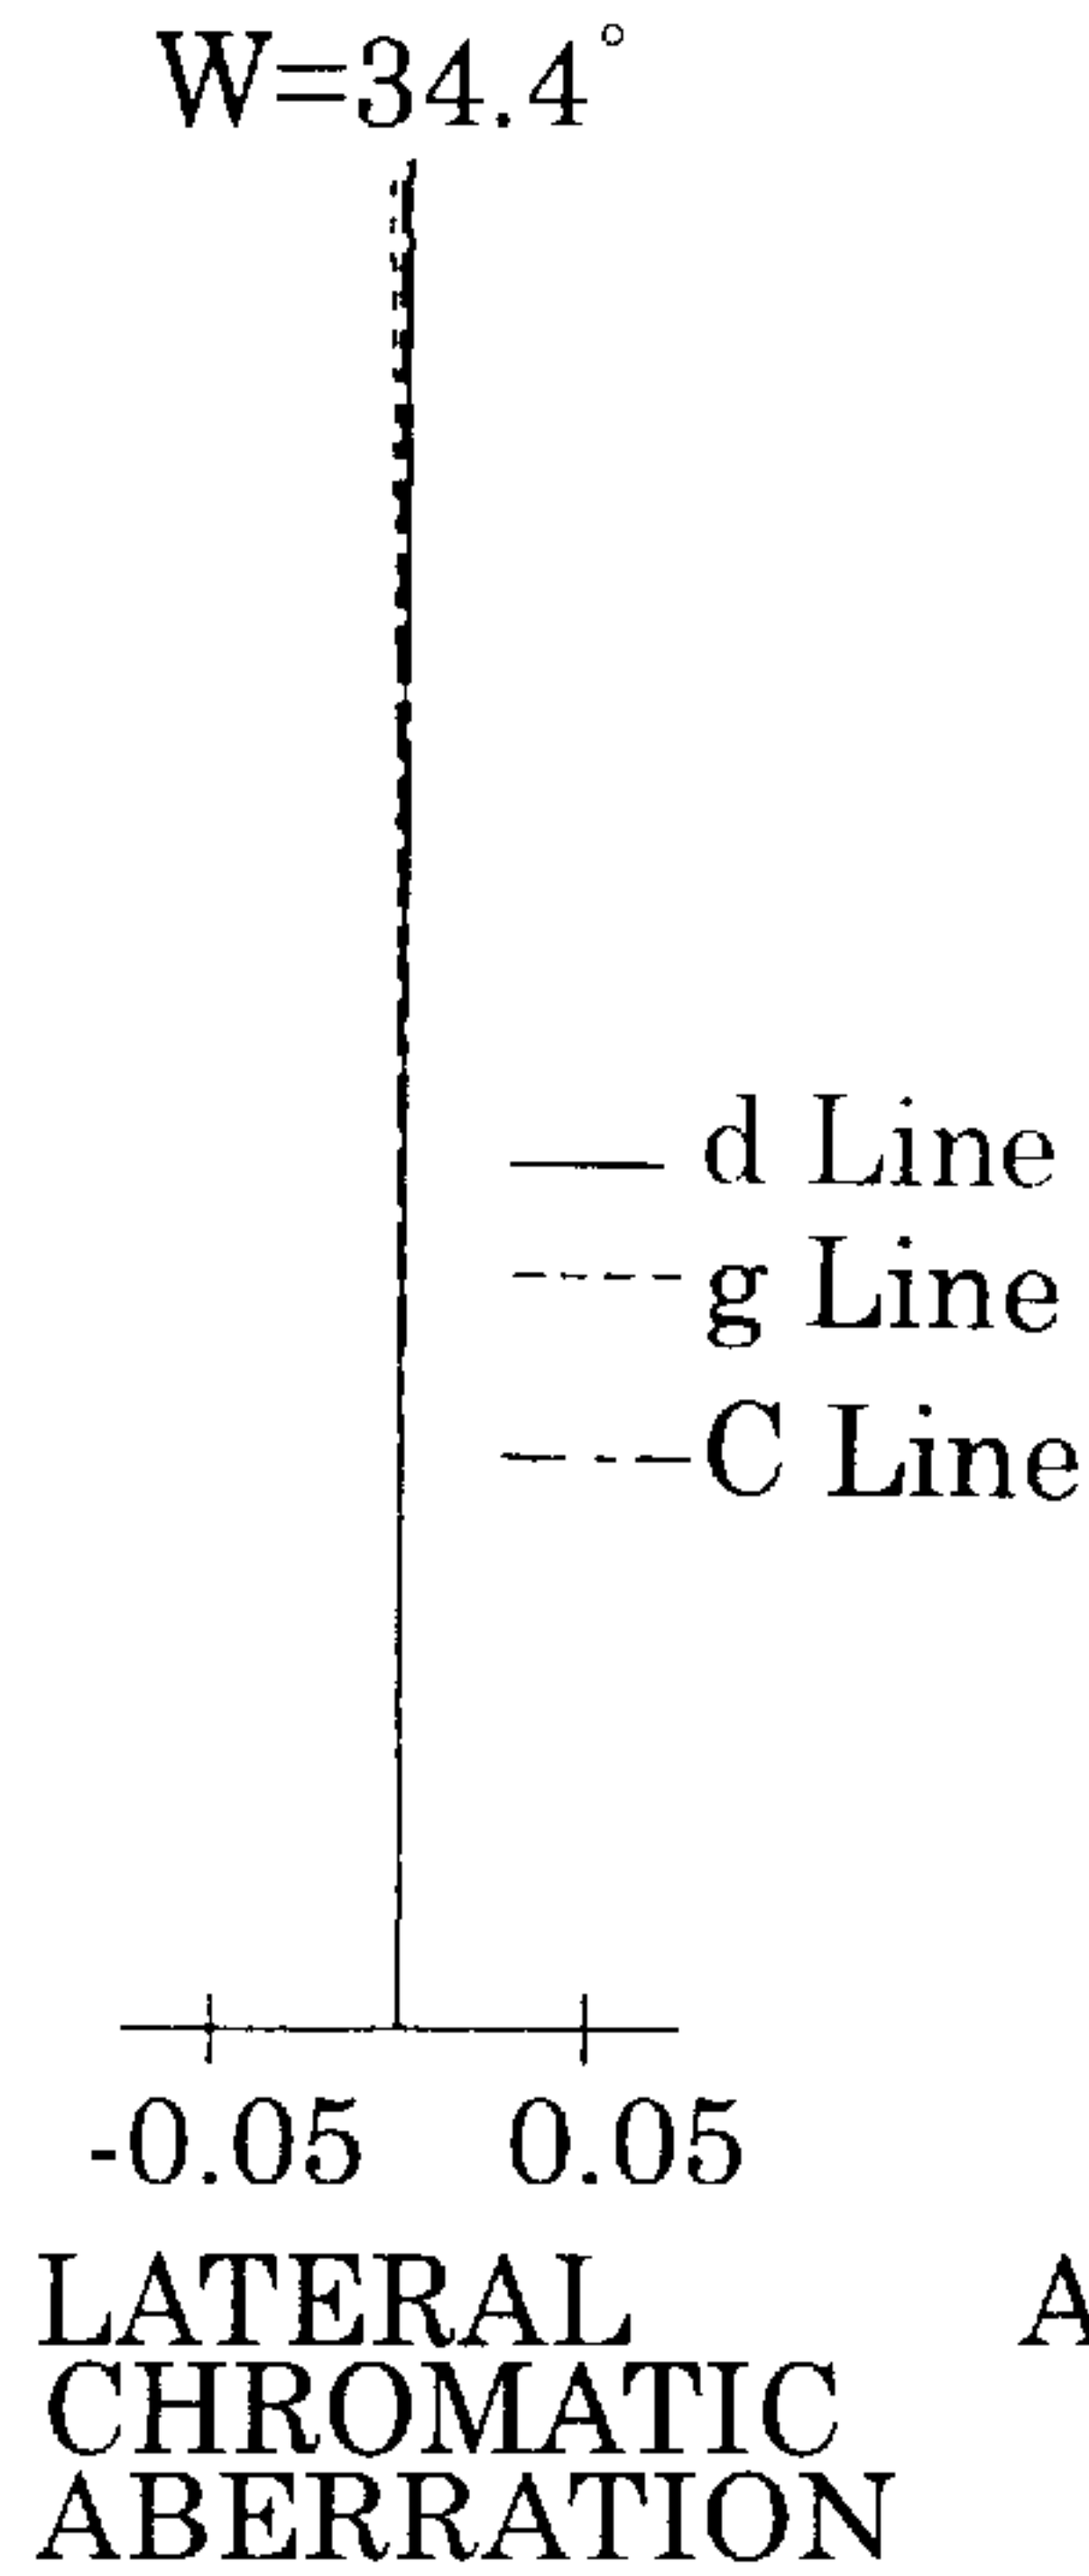 W=34.4°
d Line
g Line
C Line
-0.05 0.05
LATERAL
CHROMATIC
ABERRATION
A